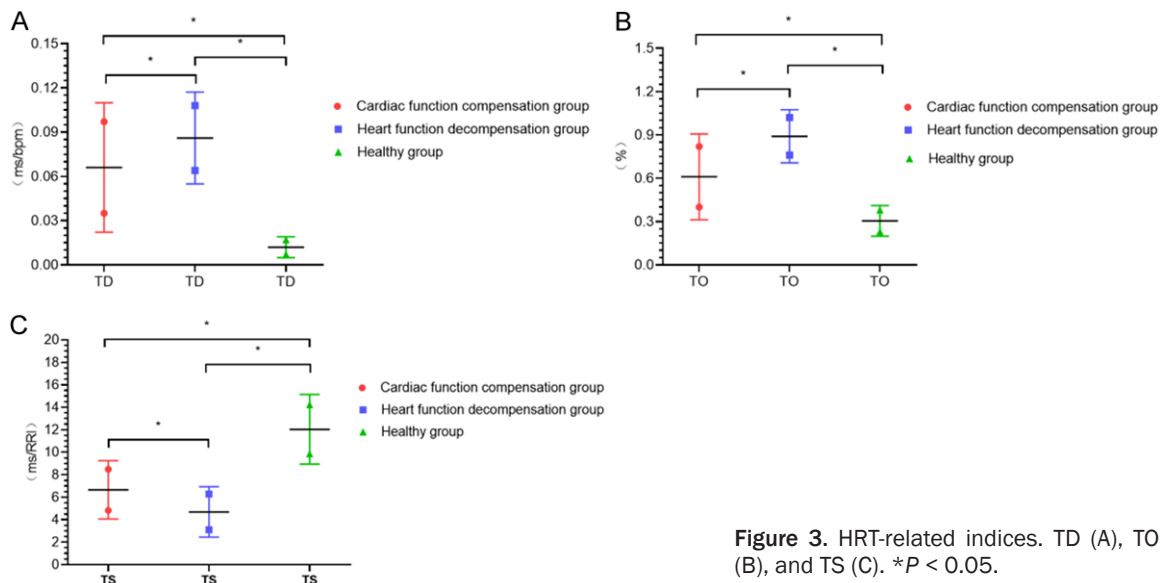 A
*
*
*
0.15
0.12
0.09
0.06
0.03
0.00
(ms/bpm)
TD
TD
TD
Cardiac function compensation group
Heart function decompensation group
Healthy group
B
*
*
*
1.5
1.2
0.9
0.6
0.3
0.0
(%)
TO
TO
TO
Cardiac function compensation group
Heart function decompensation group
Healthy group
C
*
*
*
20
18
16
14
12
10
8
6
4
2
0
(ms/RRI)
TS
TS
TS
Cardiac function compensation group
Heart function decompensation group
Healthy group
Figure 3. HRT-related indices. TD (A), TO
(B), and TS (C). *P < 0.05.